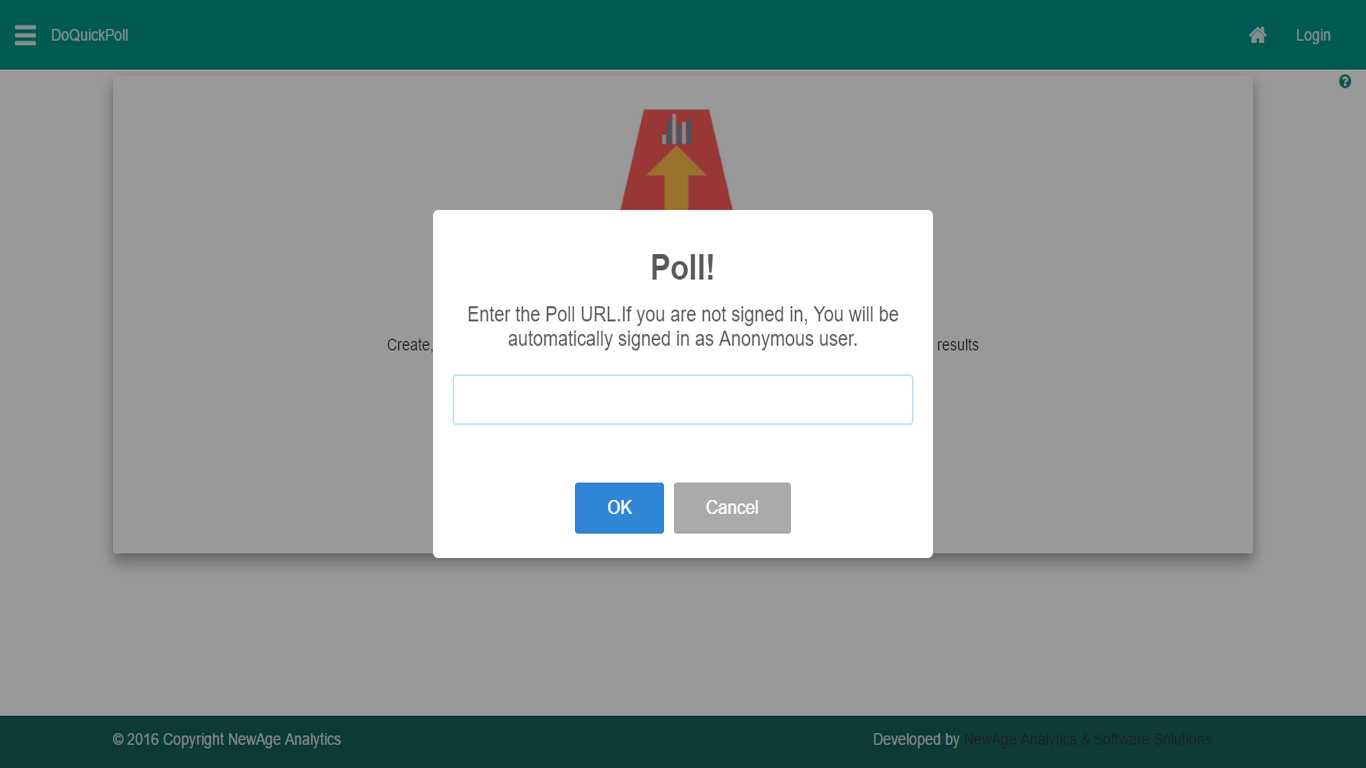 DoQuickPoll
Login
Poll!
Enter the Poll URL.If you are not signed in, You will be
automatically signed in as Anonymous user.
Create, results
OK
Cancel
© 2016 Copyright NewAge Analytics
Developed by NewAge Analytics & Software Solutions